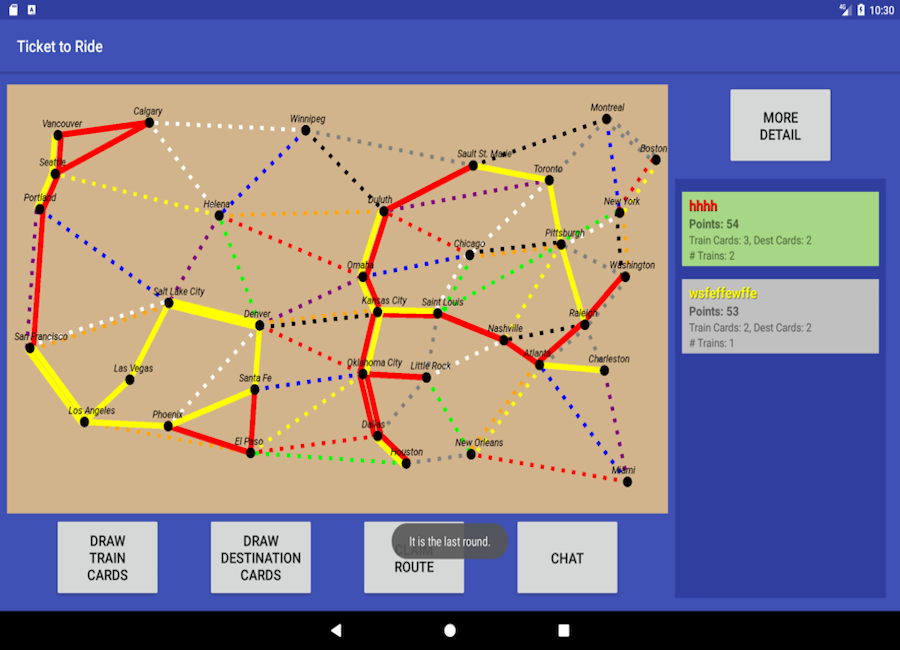 10:30
Ticket to Ride
Montreal
Calgary
Winnipeg
Vancouver
Boston
Sault St. Marie
Seattle
Toronto
Portland
Helena
Duluth
New York
Pittsburgh
Chicago
Omaha
Washington
Salt Lake City
Kansas City
Saint Louis
Denver
Raleigh
Nashville
San Francisco
Atlanta
Charleston
Oklahoma City
Little Rock
Las Vegas
Santa Fe
Los Angeles
Phoenix
Dallas
El Paso
New Orleans
Houston
Miami
MORE
DETAIL
hhhh
Points: 54
Train Cards: 3, Dest Cards: 2
# Trains: 2
wsfeffewffe
Points: 53
Train Cards: 2, Dest Cards: 2
# Trains: 1
DRAW
TRAIN
CARDS
DRAW
DESTINATION
CARDS
CLAIM
ROUTE
It is the last round.
CHAT